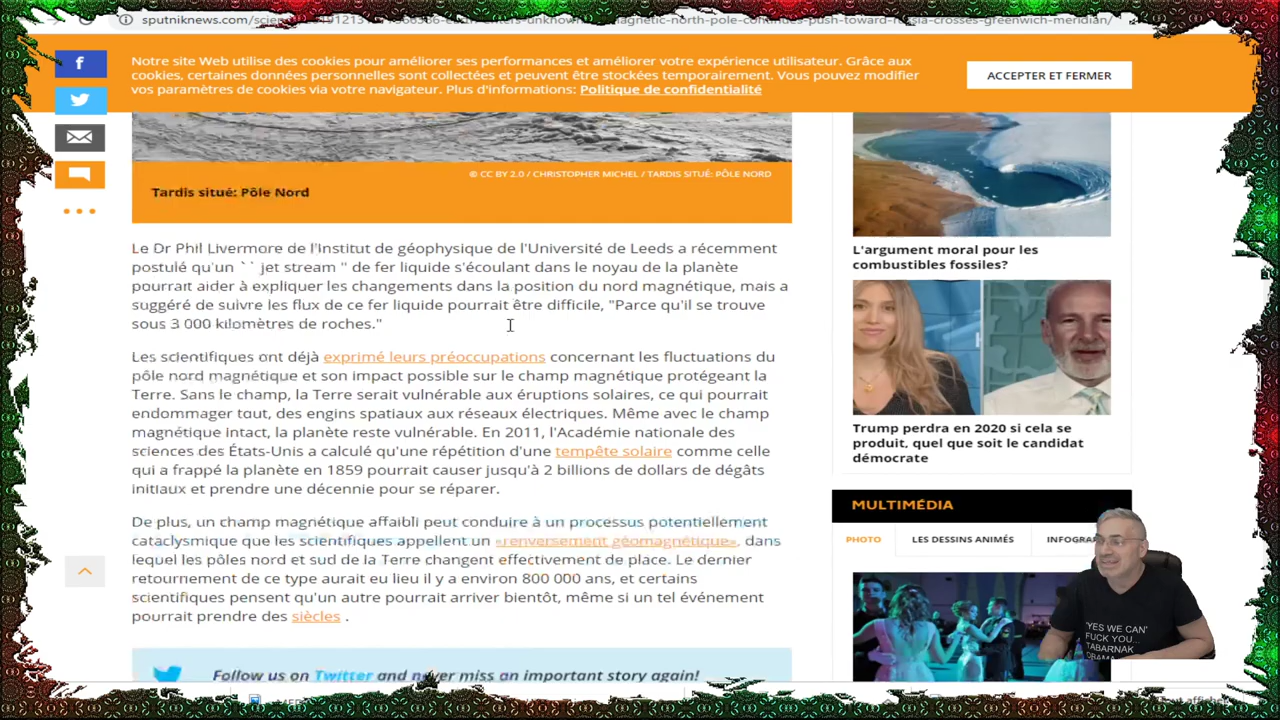 sputniknews.com/scien
magnetic-north-pole-continues-push-toward-russia-crosses-greenwich-meridian/
Notre site Web utilise des cookies pour améliorer ses performances et améliorer votre expérience utilisateur. Grâce aux
cookies, certaines données personnelles sont collectées et peuvent être stockées temporairement. Vous pouvez modifier
vos paramètres de cookies via votre navigateur. Plus d'informations: Politique de confidentialité
ACCEPTER ET FERMER
© CC BY 2.0 / CHRISTOPHER MICHEL / TARDIS SITUÉ: PÔLE NORD
Tardis situé: Pôle Nord
Le Dr Phil Livermore de l'Institut de géophysique de l'Université de Leeds a récemment
postulé qu'un `` jet stream '' de fer liquide s'écoulant dans le noyau de la planète
pourrait aider à expliquer les changements dans la position du nord magnétique, mais a
suggéré de suivre les flux de ce fer liquide pourrait être difficile, "Parce qu'il se trouve
sous 3 000 kilomètres de roches."
Les scientifiques ont déjà exprimé leurs préoccupations concernant les fluctuations du
pôle nord magnétique et son impact possible sur le champ magnétique protégeant la
Terre. Sans le champ, la Terre serait vulnérable aux éruptions solaires, ce qui pourrait
endommager tout, des engins spatiaux aux réseaux électriques. Même avec le champ
magnétique intact, la planète reste vulnérable. En 2011, l'Académie nationale des
sciences des États-Unis a calculé qu'une répétition d'une tempête solaire comme celle
qui a frappé la planète en 1859 pourrait causer jusqu'à 2 billions de dollars de dégâts
initiaux et prendre une décennie pour se réparer.
De plus, un champ magnétique affaibli peut conduire à un processus potentiellement
cataclysmique que les scientifiques appellent un «renversement géomagnétique», dans
lequel les pôles nord et sud de la Terre changent effectivement de place. Le dernier
retournement de ce type aurait eu lieu il y a environ 800 000 ans, et certains
scientifiques pensent qu'un autre pourrait arriver bientôt, même si un tel événement
pourrait prendre des siècles .
Follow us on Twitter and never miss an important story again!
L'argument moral pour les
combustibles fossiles?
Trump perdra en 2020 si cela se
produit, quel que soit le candidat
démocrate
MULTIMÉDIA
PHOTO
LES DESSINS ANIMÉS
INFOGRA
'YES WE CAN'
FUCK YOU...
TABARNAK